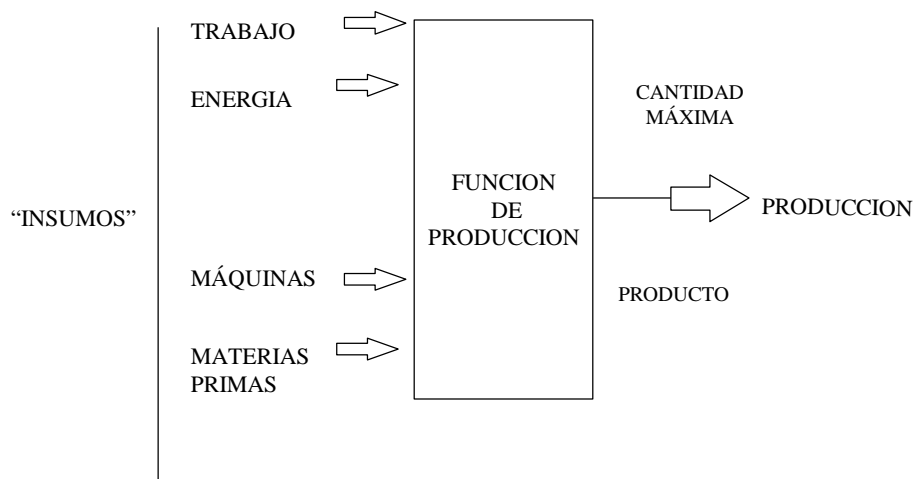 TRABAJO
ENERGIA
CANTIDAD
MÁXIMA
“INSUMOS”
FUNCION
DE
PRODUCCION
PRODUCCION
MÁQUINAS
PRODUCTO
MATERIAS
PRIMAS